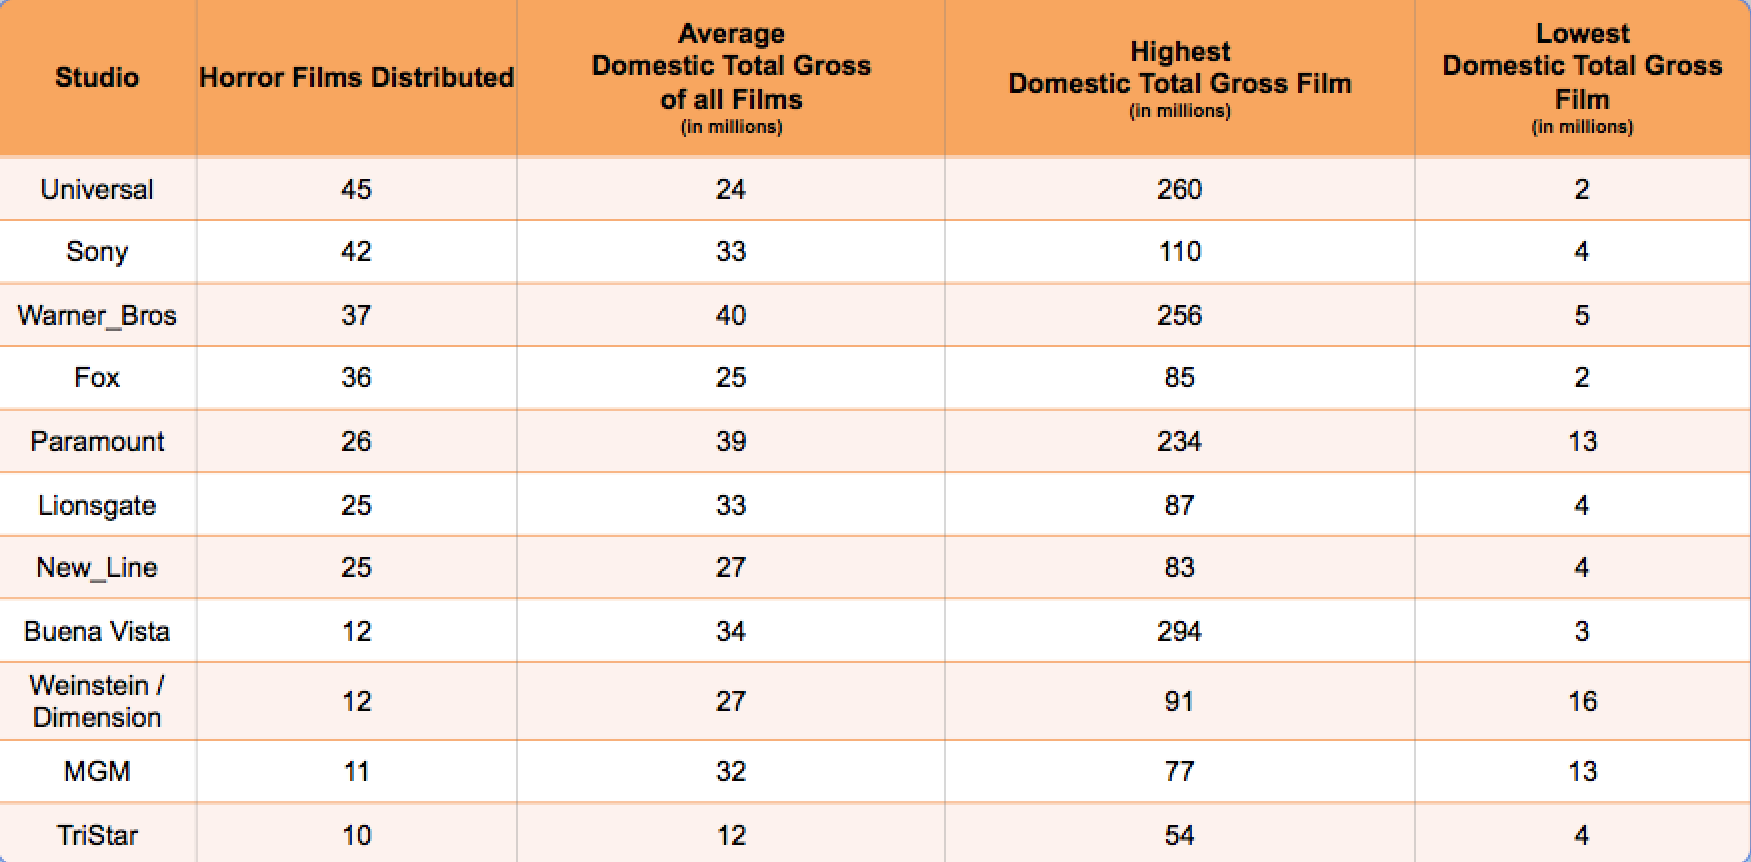 Studio
Horror Films Distributed
Average
Domestic Total Gross
of all Films
(in millions)
Highest
Domestic Total Gross Film
(in millions)
Lowest
Domestic Total Gross
Film
(in millions)
Universal 45 24 260 2
Sony 42 33 110 4
Warner_Bros 37 40 256 5
Fox 36 25 85 2
Paramount 26 39 234 13
Lionsgate 25 33 87 4
New_Line 25 27 83 4
Buena Vista 12 34 294 3
Weinstein /
Dimension 12 27 91 16
MGM 11 32 77 13
TriStar 10 12 54 4